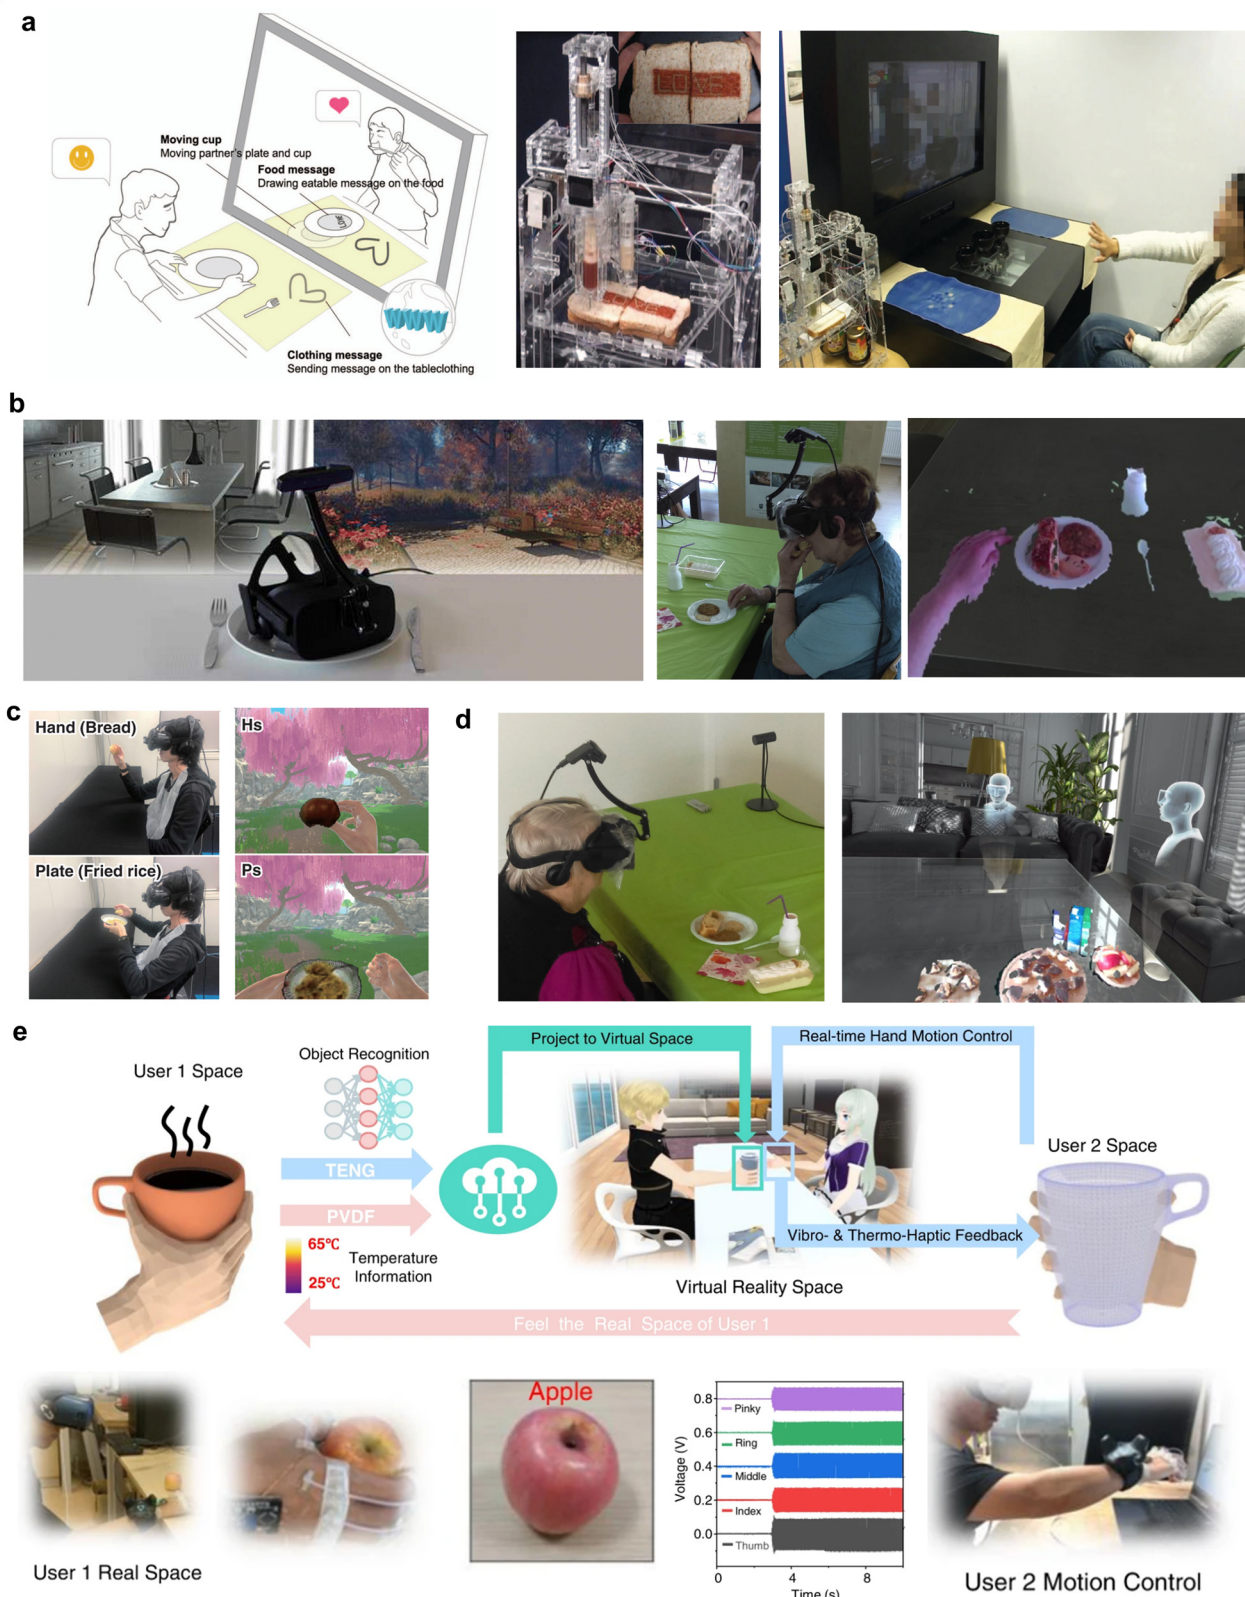 a
Moving cup
Moving partner's plate and cup
Food message
Drawing eatable message on the food
LOVE
Clothing message
Sending message on the tableclothing
LOVE
b
c
Hand (Bread)
Hs
Plate (Fried rice)
Ps
d
e
User 1 Space
Object Recognition
TENG
PVDF
65℃
25℃
Temperature
Information
Project to Virtual Space
Real-time Hand Motion Control
User 2 Space
Vibro- & Thermo-Haptic Feedback
Virtual Reality Space
Feel the Real Space of User 1
User 1 Real Space
Apple
Voltage (V)
0.8
0.6
0.4
0.2
0.0
Pinky
Ring
Middle
Index
Thumb
0
4
8
Time (s)
User 2 Motion Control